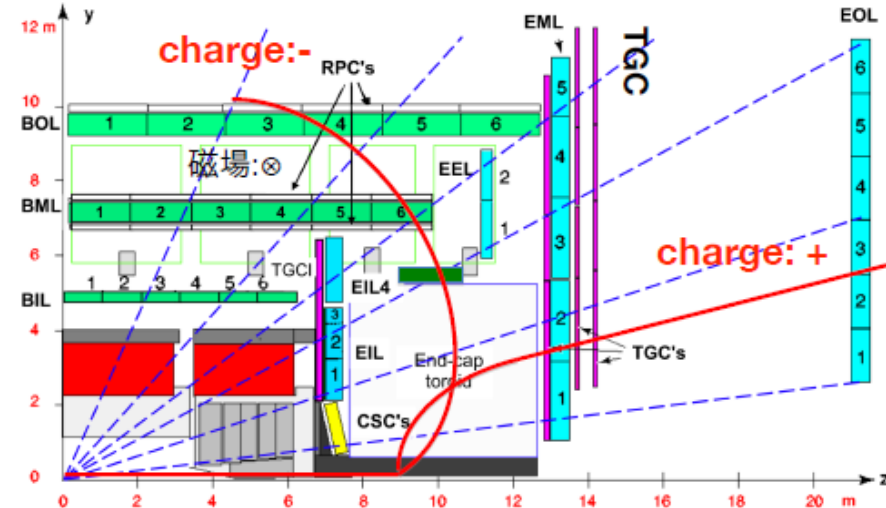 12 m
y
EML
EOL
charge:-
RPC's
TGC
6
5
10
BOL
1 2 3 4 5 6
5
磁場:⊗
EEL
4
8
2
4
BML
1 2 3 4 5 6
1
3
charge: +
6
TGCI
3
1 2 3 4 5 6
BIL
EIL4
2
4
3
2
EIL
End-cap
toroid
1
TGC's
1
2
1
CSC's
1
0
z
0 2 4 6 8 10 12 14 16 18 20 m